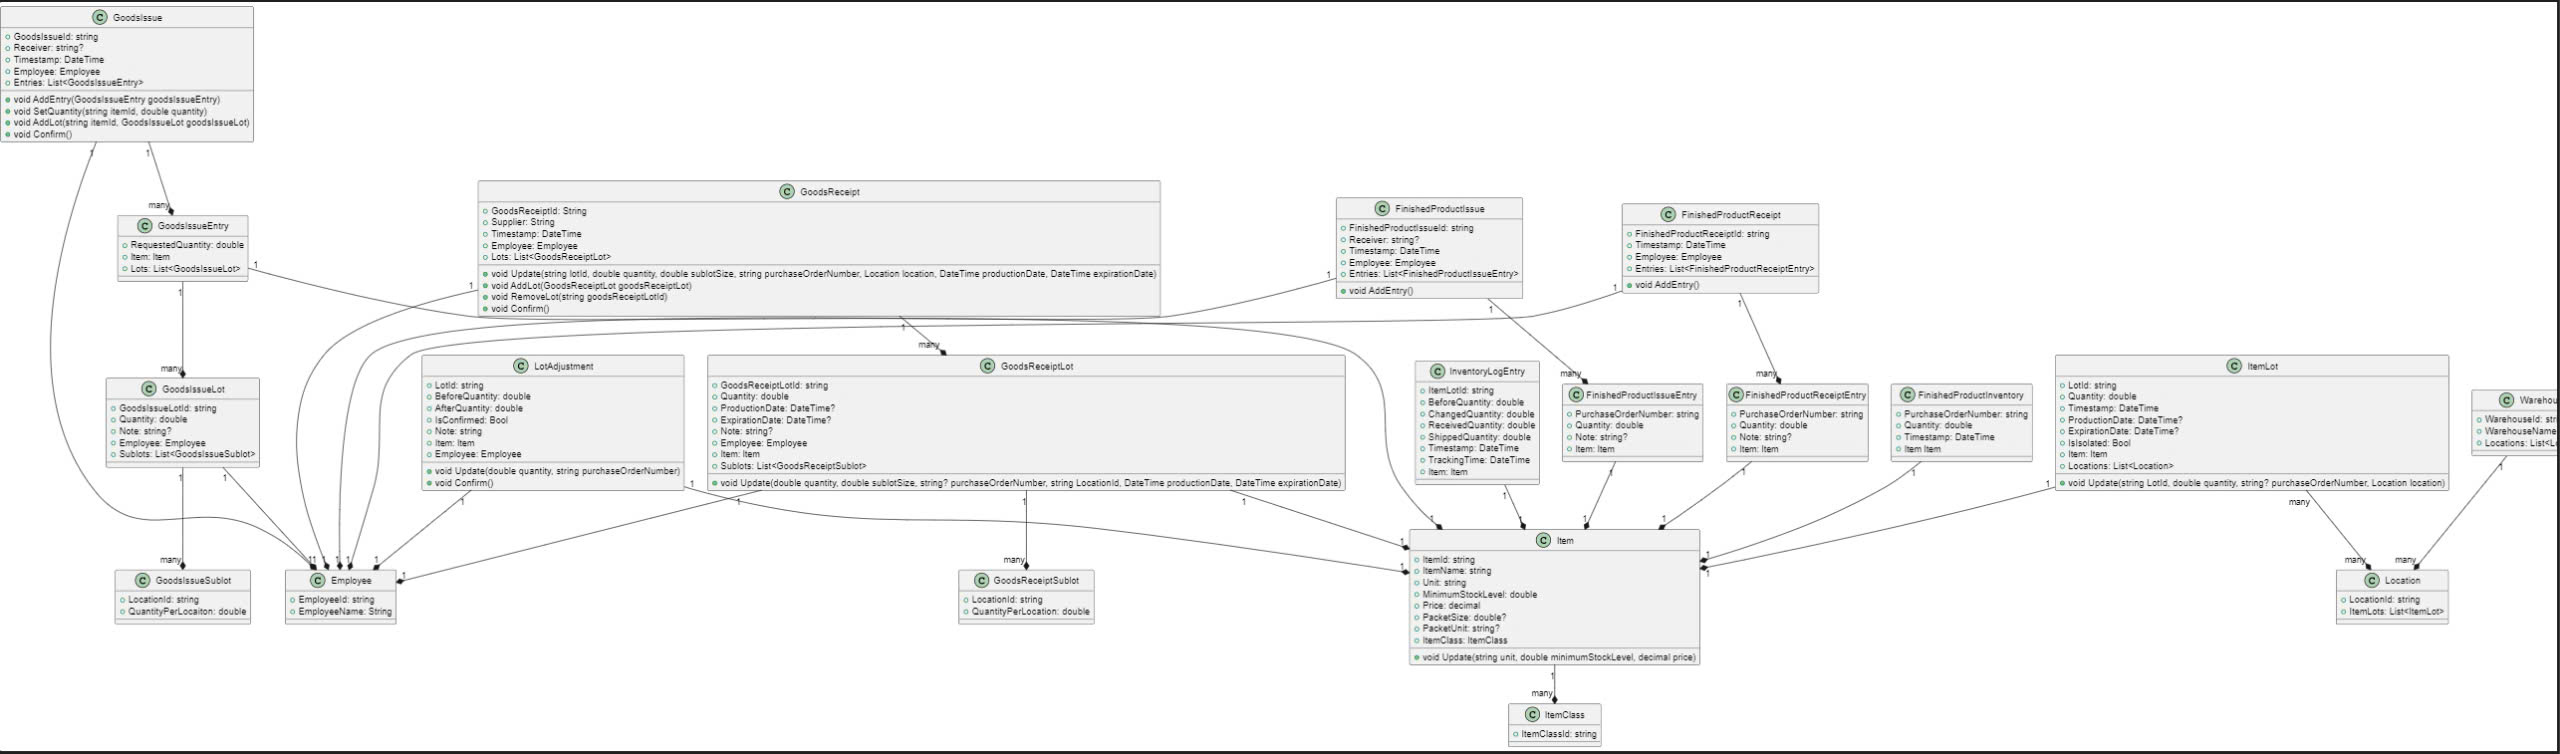 C GoodsIssue
GoodsIssueId: string
Receiver: string?
Timestamp: DateTime
Employee: Employee
Entries: List<GoodsIssueEntry>
void AddEntry(GoodsIssueEntry goodsIssueEntry)
void SetQuantity(string itemId, double quantity)
void AddLot(string itemId, GoodsIssueLot goodsIssueLot)
void Confirm()
1
1
many
C GoodsIssueEntry
RequestedQuantity: double
Item: Item
Lots: List<GoodsIssueLot>
1
1
many
C GoodsReceipt
GoodsReceiptId: String
Supplier: String
Timestamp: DateTime
Employee: Employee
Lots: List<GoodsReceiptLot>
void Update(string lotId, double quantity, double sublotSize, string purchaseOrderNumber, Location location, DateTime productionDate, DateTime expirationDate)
void AddLot(GoodsReceiptLot goodsReceiptLot)
void RemoveLot(string goodsReceiptLotId)
void Confirm()
1
1
many
C FinishedProductIssue
FinishedProductIssueId: string
Receiver: string?
Timestamp: DateTime
Employee: Employee
Entries: List<FinishedProductIssueEntry>
void AddEntry()
1
1
many
C FinishedProductReceipt
FinishedProductReceiptId: string
Timestamp: DateTime
Employee: Employee
Entries: List<FinishedProductReceiptEntry>
void AddEntry()
1
1
many
C GoodsIssueLot
GoodsIssueLotId: string
Quantity: double
Note: string?
Employee: Employee
Sublots: List<GoodsIssueSublot>
1
1
many
C LotAdjustment
LotId: string
BeforeQuantity: double
AfterQuantity: double
IsConfirmed: Bool
Note: string
Item: Item
Employee: Employee
void Update(double quantity, string purchaseOrderNumber)
void Confirm()
1
1
C GoodsReceiptLot
GoodsReceiptLotId: string
Quantity: double
ProductionDate: DateTime?
ExpirationDate: DateTime?
Note: string?
Employee: Employee
Item: Item
Sublots: List<GoodsReceiptSublot>
void Update(double quantity, double sublotSize, string? purchaseOrderNumber, string LocationId, DateTime productionDate, DateTime expirationDate)
1
1
1
many
C InventoryLogEntry
ItemLotId: string
BeforeQuantity: double
ChangedQuantity: double
ReceivedQuantity: double
ShippedQuantity: double
Timestamp: DateTime
TrackingTime: DateTime
Item: Item
1
1
C FinishedProductIssueEntry
PurchaseOrderNumber: string
Quantity: double
Note: string?
Item: Item
1
1
C FinishedProductReceiptEntry
PurchaseOrderNumber: string
Quantity: double
Note: string?
Item: Item
1
1
C FinishedProductInventory
PurchaseOrderNumber: string
Quantity: double
Timestamp: DateTime
Item Item
1
1
C ItemLot
LotId: string
Quantity: double
Timestamp: DateTime
ProductionDate: DateTime?
ExpirationDate: DateTime?
IsIsolated: Bool
Item: Item
Locations: List<Location>
void Update(string LotId, double quantity, string? purchaseOrderNumber, Location location)
1
1
many
many
C Warehou
WarehouseId: str
WarehouseName
Locations: List<L
1
many
C GoodsIssueSublot
LocationId: string
QuantityPerLocaiton: double
11
1
1
1
1
1
C Employee
EmployeeId: string
EmployeeName: String
C GoodsReceiptSublot
LocationId: string
QuantityPerLocation: double
1
1
1
C Item
ItemId: string
ItemName: string
Unit: string
MinimumStockLevel: double
Price: decimal
PacketSize: double?
PacketUnit: string?
ItemClass: ItemClass
void Update(string unit, double minimumStockLevel, decimal price)
1
many
C Location
LocationId: string
ItemLots: List<ItemLot>
C ItemClass
ItemClassId: string